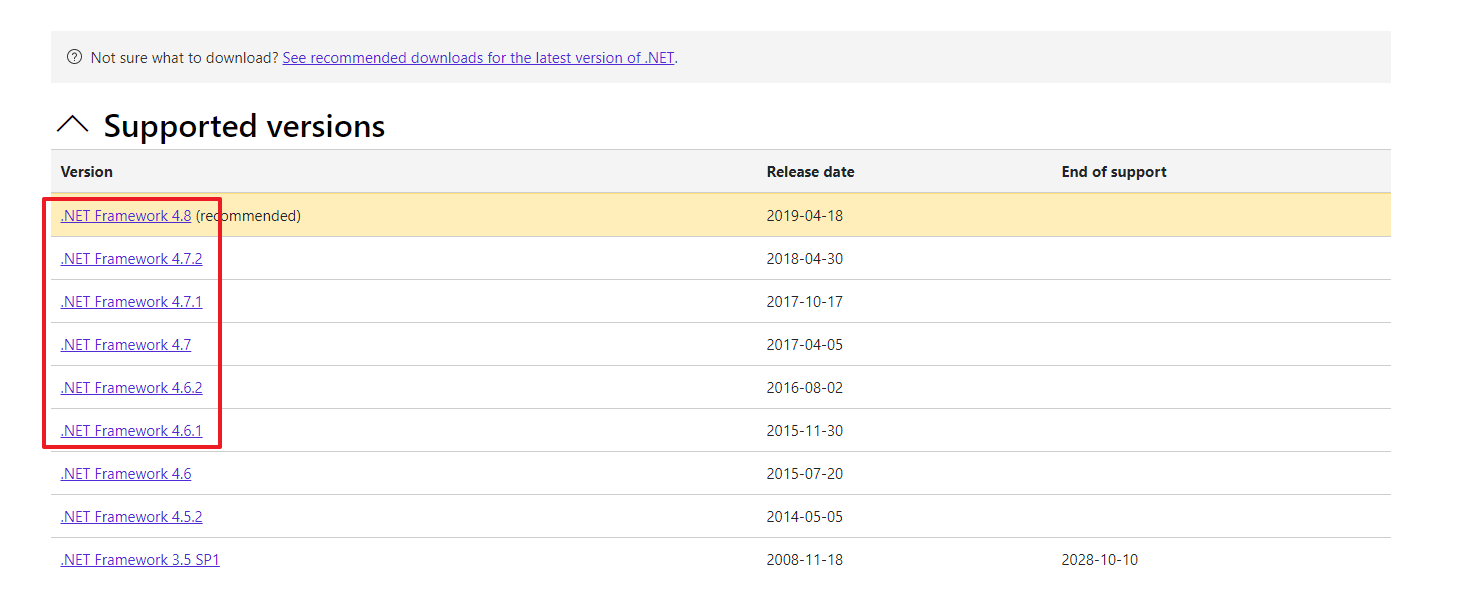 Not sure what to download? See recommended downloads for the latest version of .NET.
Supported versions
Version Release date End of support
.NET Framework 4.8 (recommended) 2019-04-18
.NET Framework 4.7.2 2018-04-30
.NET Framework 4.7.1 2017-10-17
.NET Framework 4.7 2017-04-05
.NET Framework 4.6.2 2016-08-02
.NET Framework 4.6.1 2015-11-30
.NET Framework 4.6 2015-07-20
.NET Framework 4.5.2 2014-05-05
.NET Framework 3.5 SP1 2008-11-18 2028-10-10